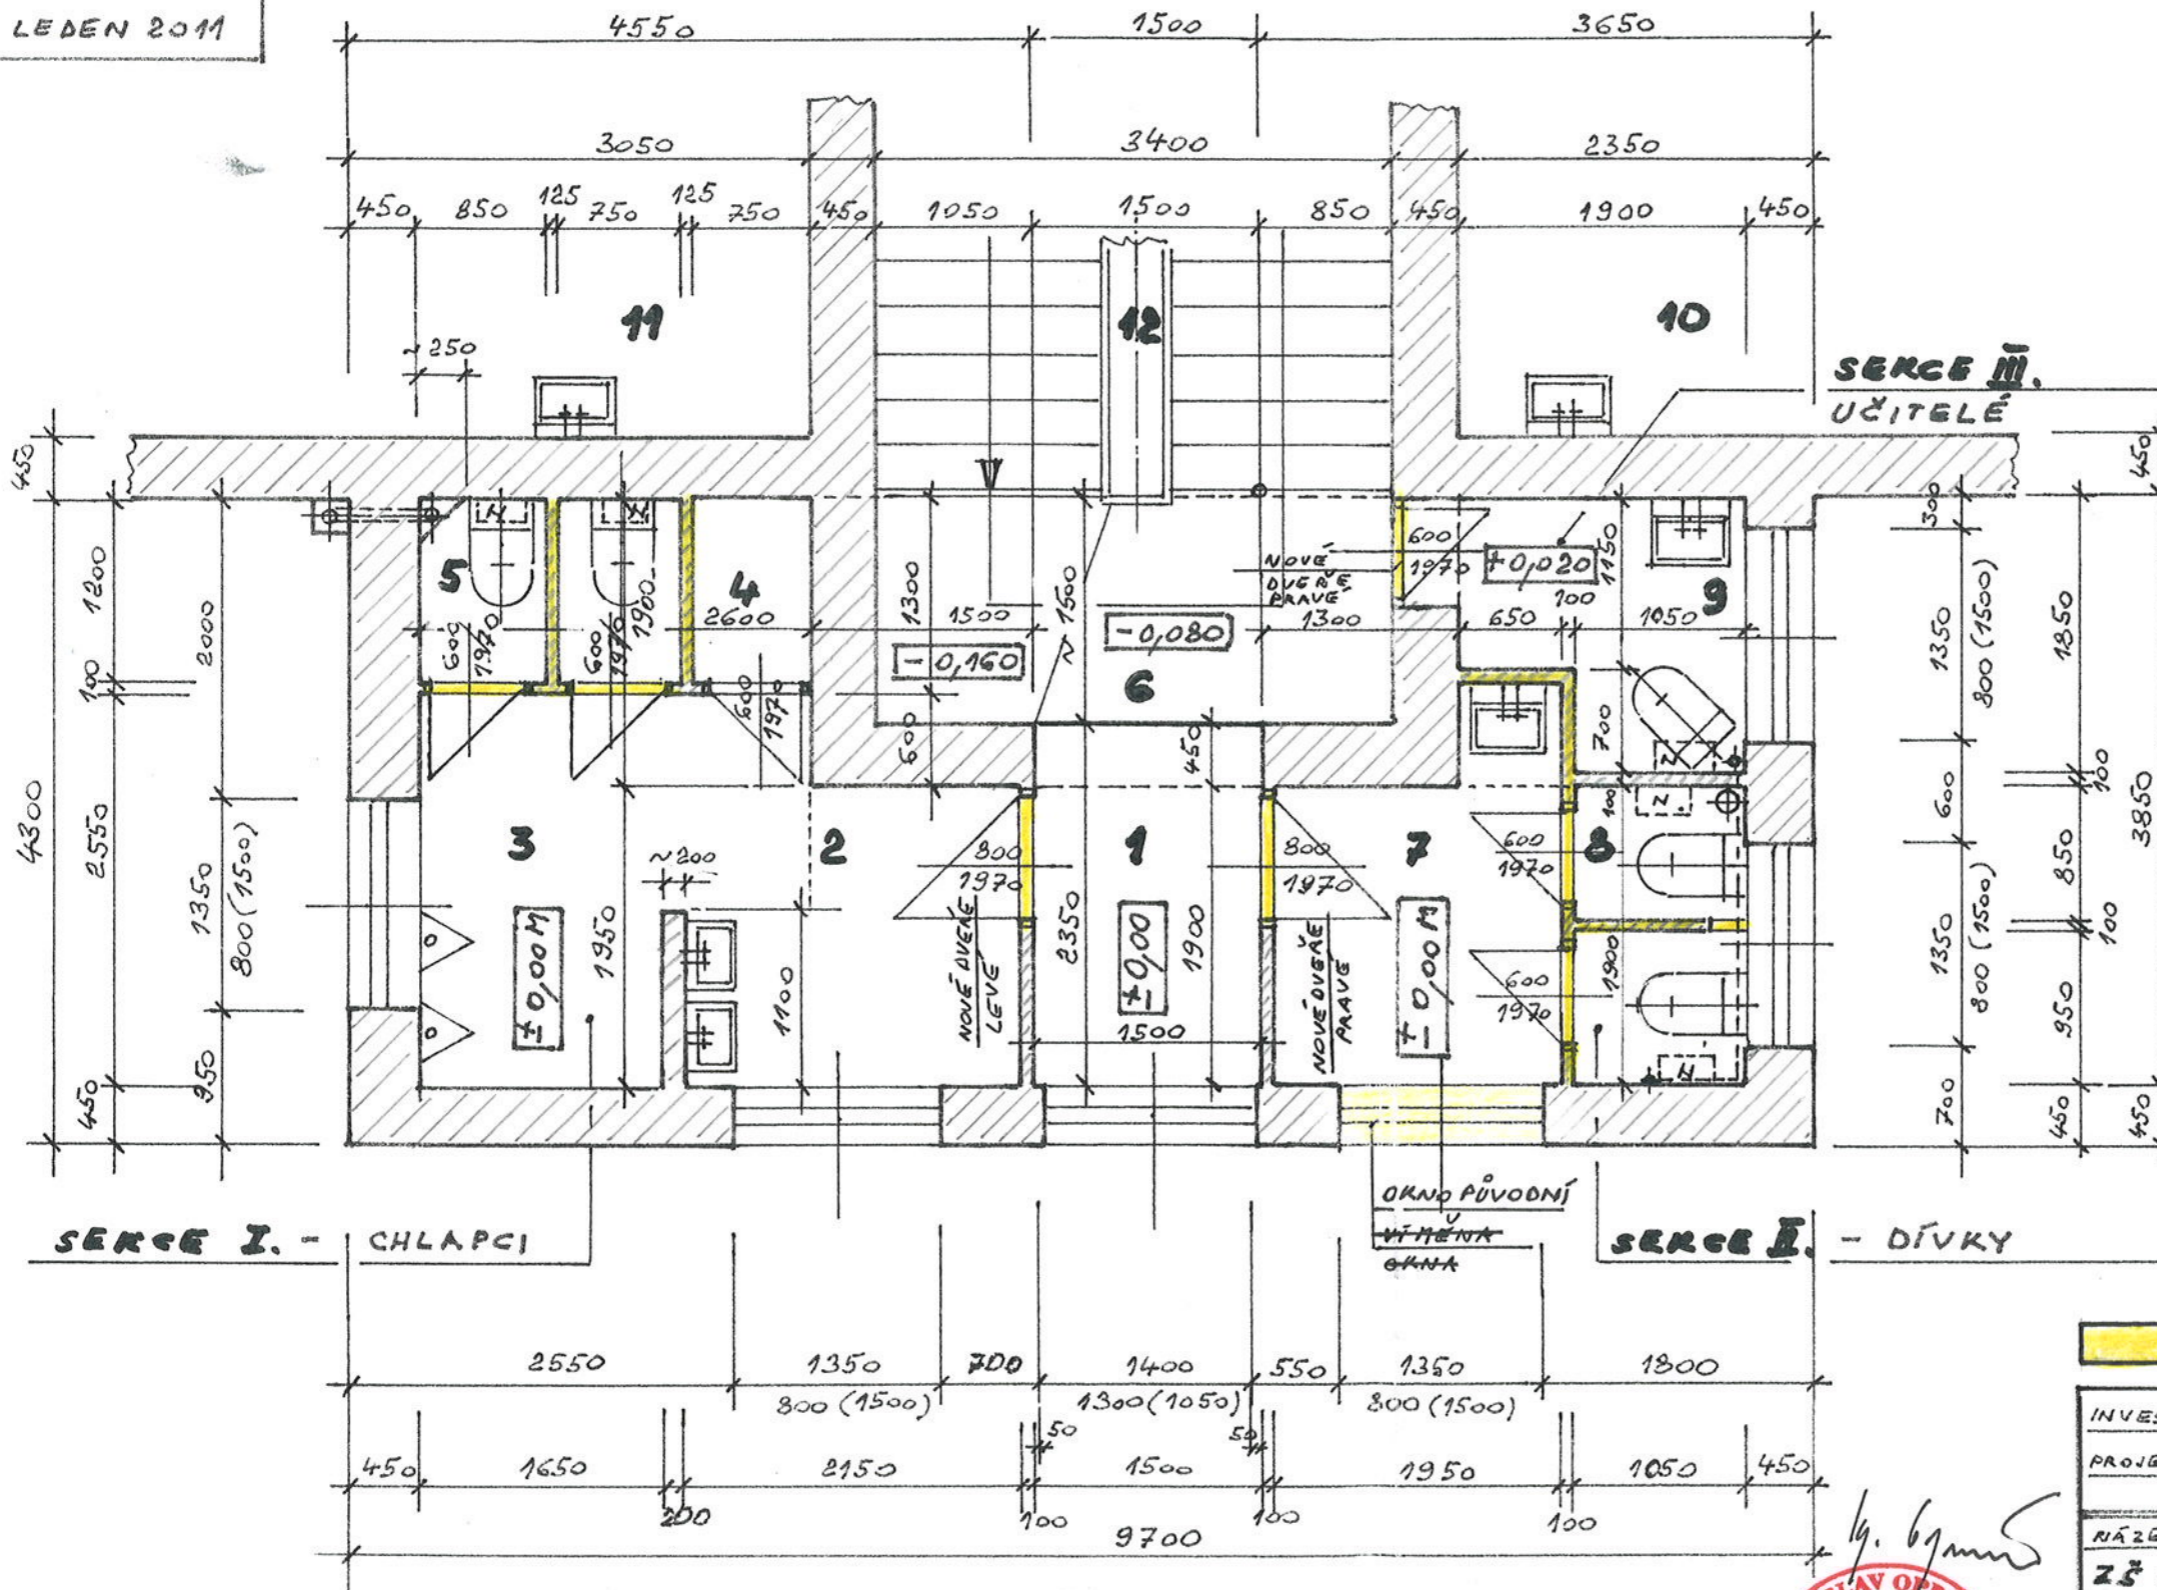 LEDEN 2011
4550 1500 3650
3050 3400 2350
450 850 125 750 125 750 450 1050 1500 850 450 1900 450
11 12 10
~250
SEKCE III.
UČITELÉ
450
450
5
4
600
1970
600
1970
1900
2600
600
1970
1300
1500
- 0,160
600
~ 1500
- 0,080
6
NOVÉ
DVEŘE
PRAVÉ
1300
600
1970
+0,020
1150
100
650
1050
9
700
300
1350
800 (1500)
1850
600
100
850
3850
100
1350
800 (1500)
950
700
450
450
4300
1200
100
2550
450
2000
1350
800 (1500)
950
3
± 0,00 M
1950
~200
2
1100
800
1970
NOVÉ DVEŘE
LEVÉ
2350
1
± 0,00
450
1900
1500
800
1970
NOVÉ DVEŘE
PRAVÉ
7
± 0,00 M
600
1970
600
1970
8
100
1900
N
N
N
N.
N
OKNO PŮVODNÍ
VÝMĚNA
OKNA
SEKCE I. - CHLAPCI
SEKCE II. - DÍVKY
2550 1350 700 1400 550 1350 1800
800 (1500) 1300 (1050) 800 (1500)
50 50
450 1650 2150 1500 1950 1050 450
200 100 100 100
9700
INVES
PROJE
NÁZE
ZŠ